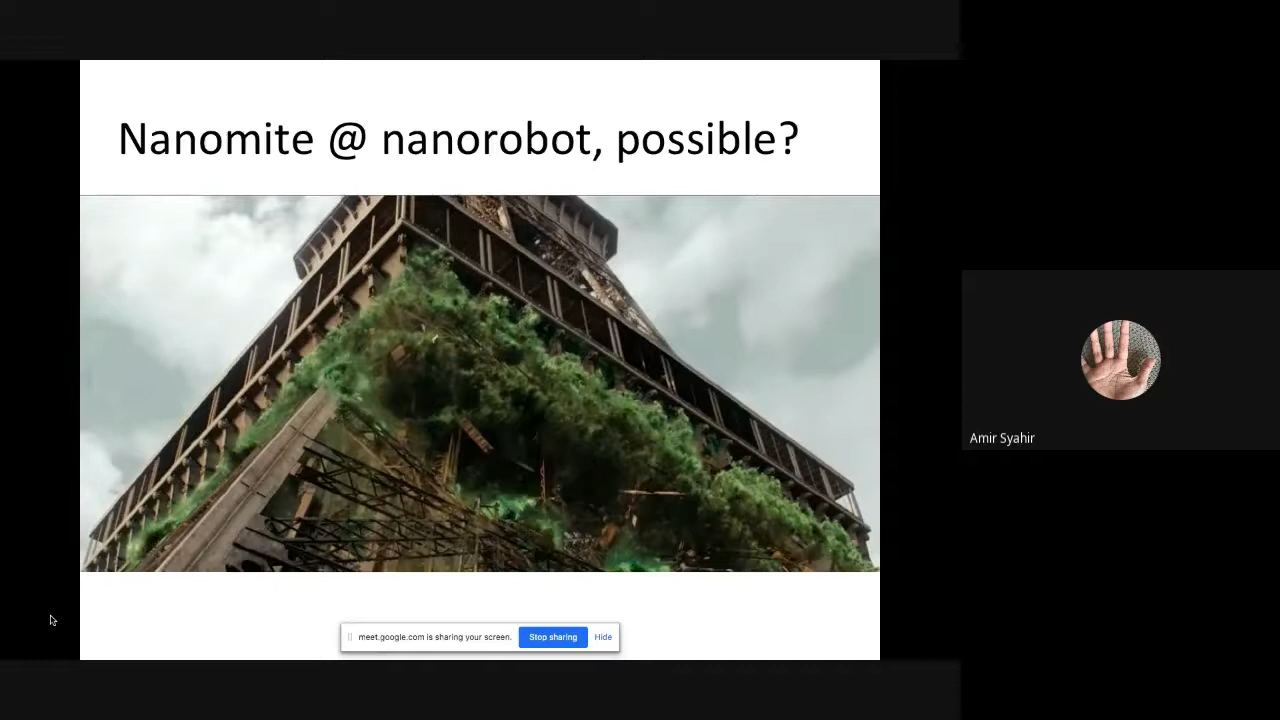 Nanomite @ nanorobot, possible?
Amir Syahir
meet.google.com is sharing your screen. Stop sharing Hide